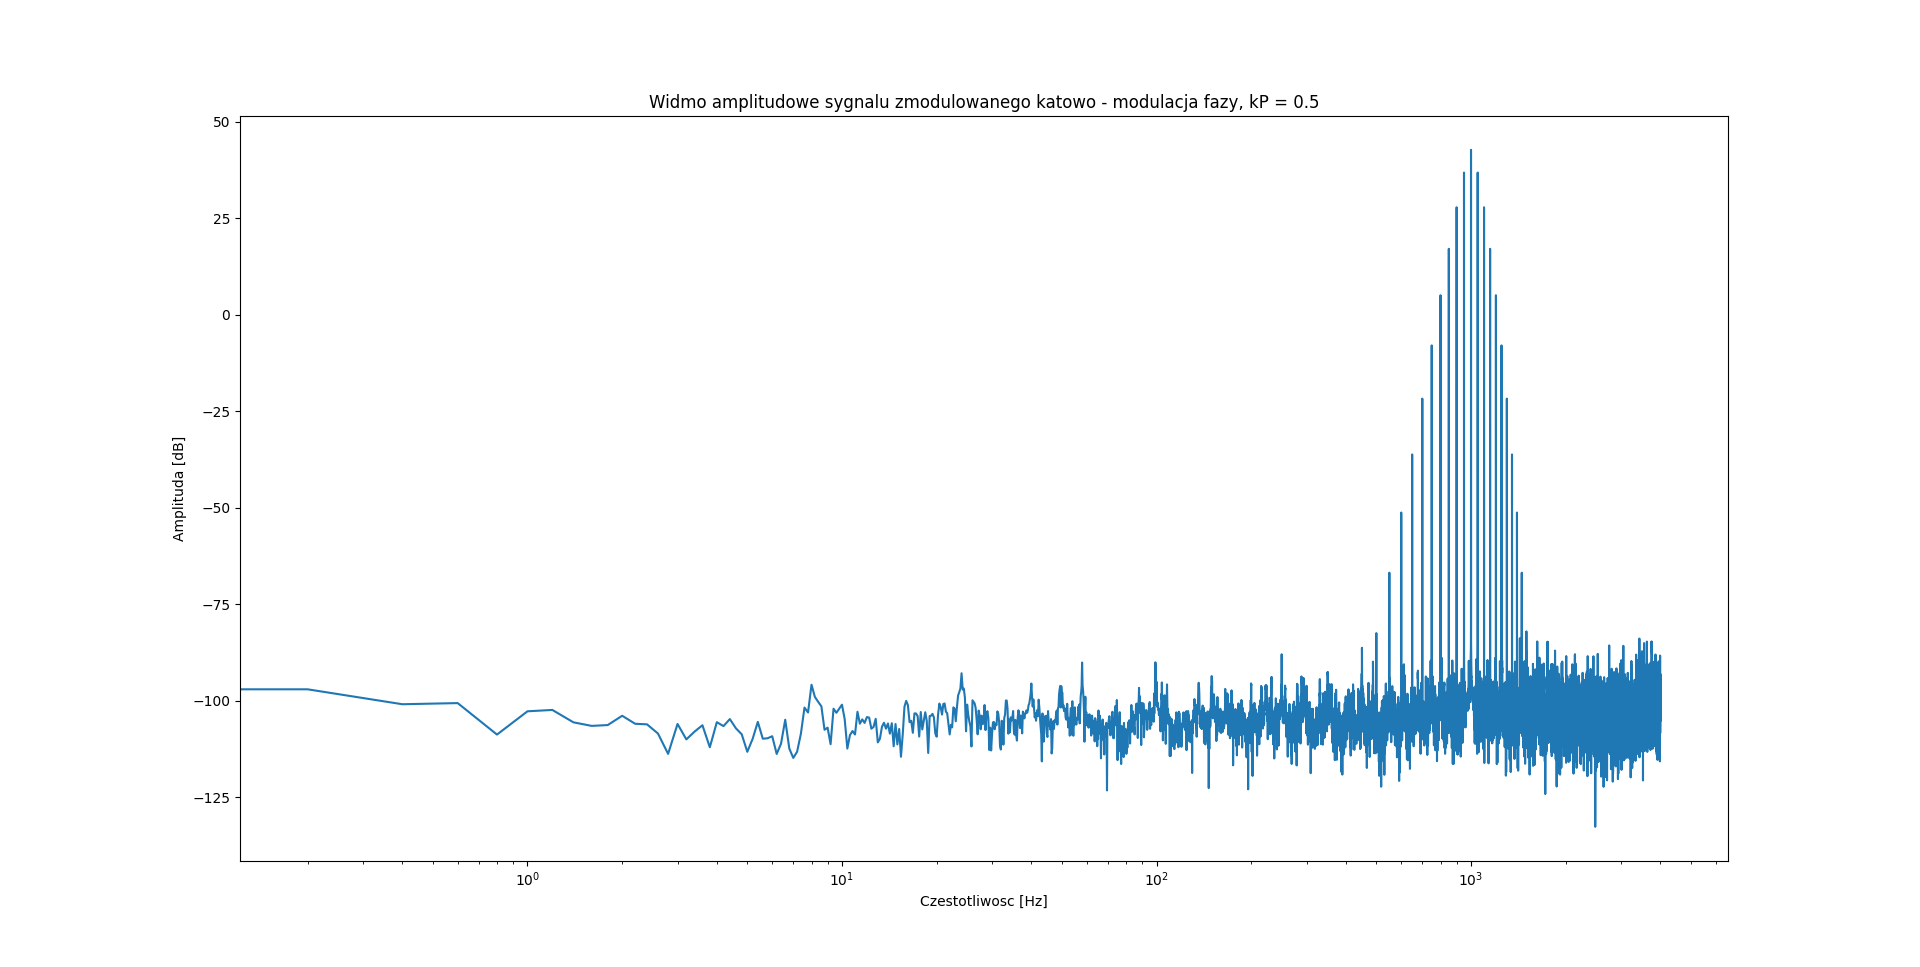 Widmo amplitudowe sygnalu zmodulowanego katowo - modulacja fazy, kP = 0.5
50
25
0
−25
−50
−75
−100
−125
Amplituda [dB]
10⁰ 10¹ 10² 10³
Czestotliwosc [Hz]